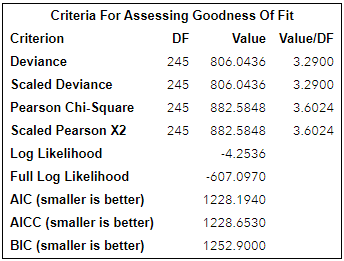 Criteria For Assessing Goodness Of Fit
Criterion DF Value Value/DF
Deviance 245 806.0436 3.2900
Scaled Deviance 245 806.0436 3.2900
Pearson Chi-Square 245 882.5848 3.6024
Scaled Pearson X2 245 882.5848 3.6024
Log Likelihood -4.2536
Full Log Likelihood -607.0970
AIC (smaller is better) 1228.1940
AICC (smaller is better) 1228.6530
BIC (smaller is better) 1252.9000